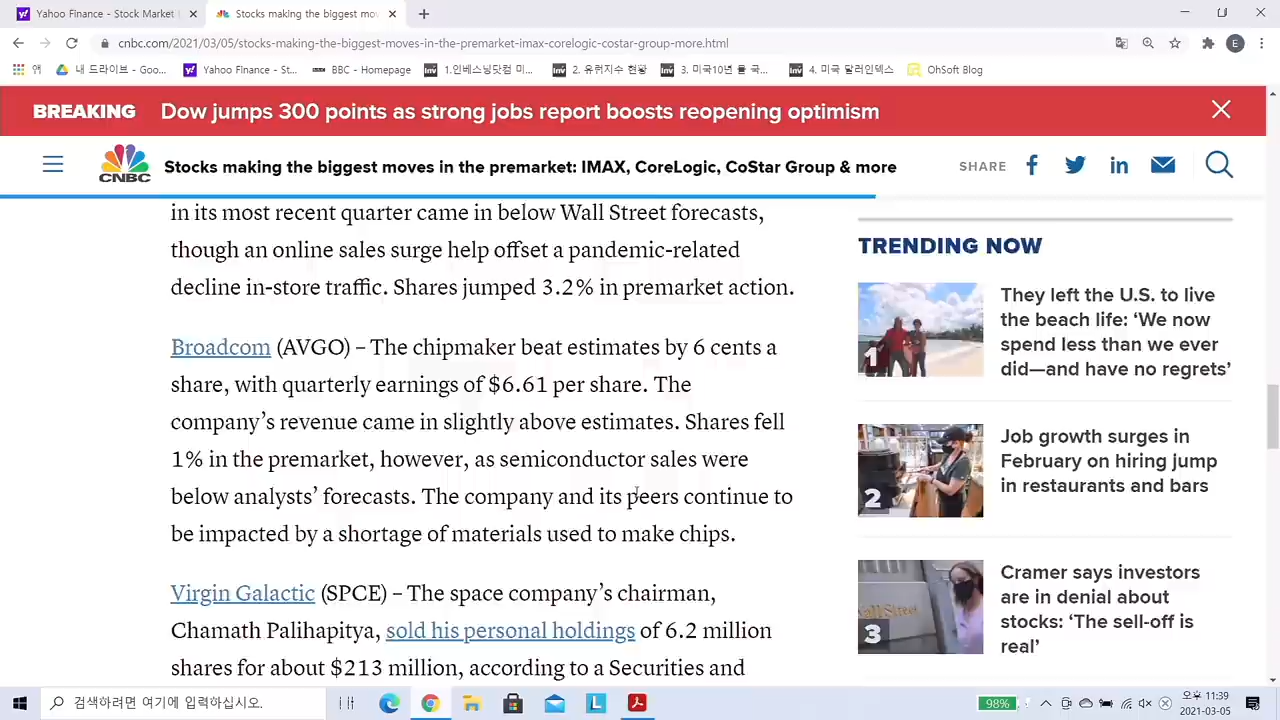 Yahoo Finance - Stock Market
Stocks making the biggest mov
cnbc.com/2021/03/05/stocks-making-the-biggest-moves-in-the-premarket-imax-corelogic-costar-group-more.html
E
앱
내 드라이브 - Goo...
Yahoo Finance - St...
BBC - Homepage
1.인베스닝닷컴 미...
2. 유퀴지수 현황
3. 미국10년 물 국...
4. 미국 달러인덱스
OhSoft Blog
BREAKING Dow jumps 300 points as strong jobs report boosts reopening optimism
CNBC
Stocks making the biggest moves in the premarket: IMAX, CoreLogic, CoStar Group & more
SHARE
in its most recent quarter came in below Wall Street forecasts,
though an online sales surge help offset a pandemic-related
decline in-store traffic. Shares jumped 3.2% in premarket action.
Broadcom (AVGO) – The chipmaker beat estimates by 6 cents a
share, with quarterly earnings of $6.61 per share. The
company’s revenue came in slightly above estimates. Shares fell
1% in the premarket, however, as semiconductor sales were
below analysts’ forecasts. The company and its peers continue to
be impacted by a shortage of materials used to make chips.
Virgin Galactic (SPCE) – The space company’s chairman,
Chamath Palihapitya, sold his personal holdings of 6.2 million
shares for about $213 million, according to a Securities and
TRENDING NOW
1
They left the U.S. to live
the beach life: ‘We now
spend less than we ever
did—and have no regrets’
2
Job growth surges in
February on hiring jump
in restaurants and bars
3
Cramer says investors
are in denial about
stocks: ‘The sell-off is
real’
검색하려면 여기에 입력하십시오.
98%
오후 11:39
2021-03-05